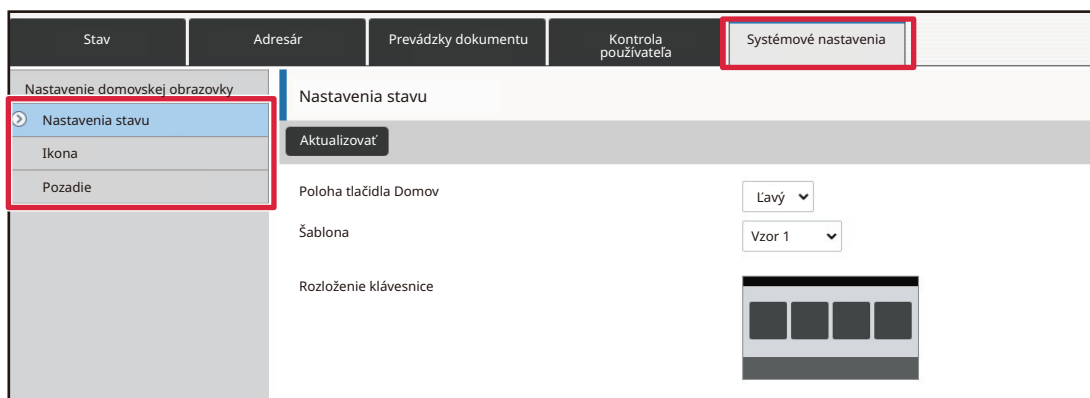 Stav
Adresár
Prevádzky dokumentu
Kontrola
používateľa
Systémové nastavenia
Nastavenie domovskej obrazovky
Nastavenia stavu
Ikona
Pozadie
Nastavenia stavu
Aktualizovať
Poloha tlačidla Domov
Ľavý
Šablona
Vzor 1
Rozloženie klávesnice